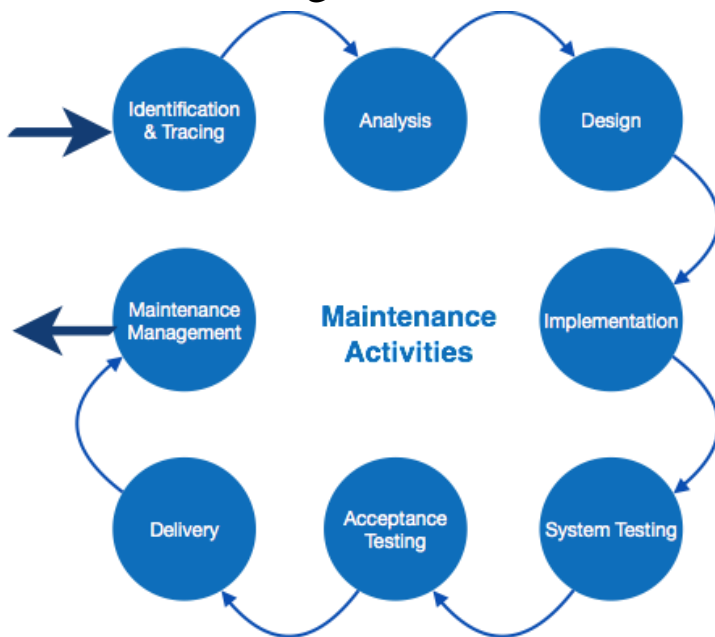 Identification
& Tracing
Analysis
Design
Maintenance
Management
Maintenance
Activities
Implementation
Delivery
Acceptance
Testing
System Testing